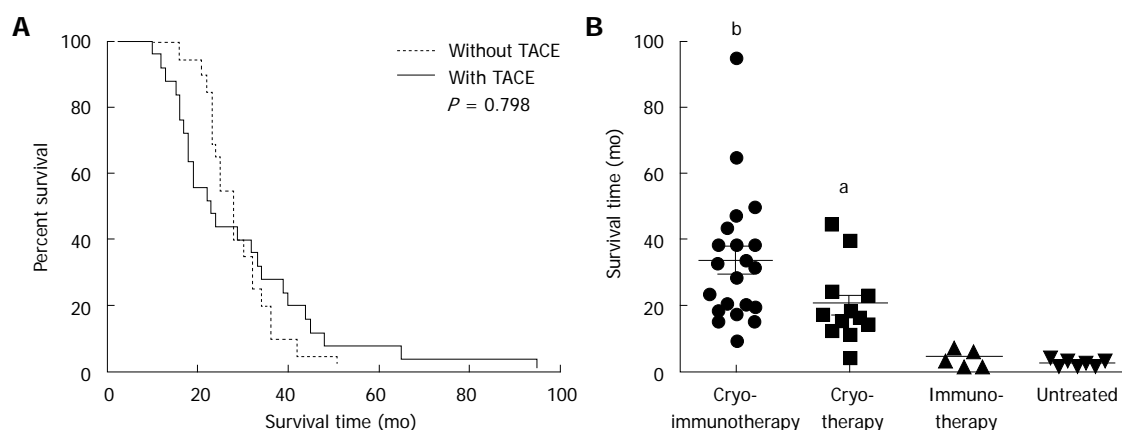 A
100
80
60
40
20
0
Percent survival
Without TACE
With TACE
P = 0.798
0 20 40 60 80 100
Survival time (mo)
B
100
80
60
40
20
0
Survival time (mo)
b
a
Cryo-
immunotherapy
Cryo-
therapy
Immuno-
therapy
Untreated